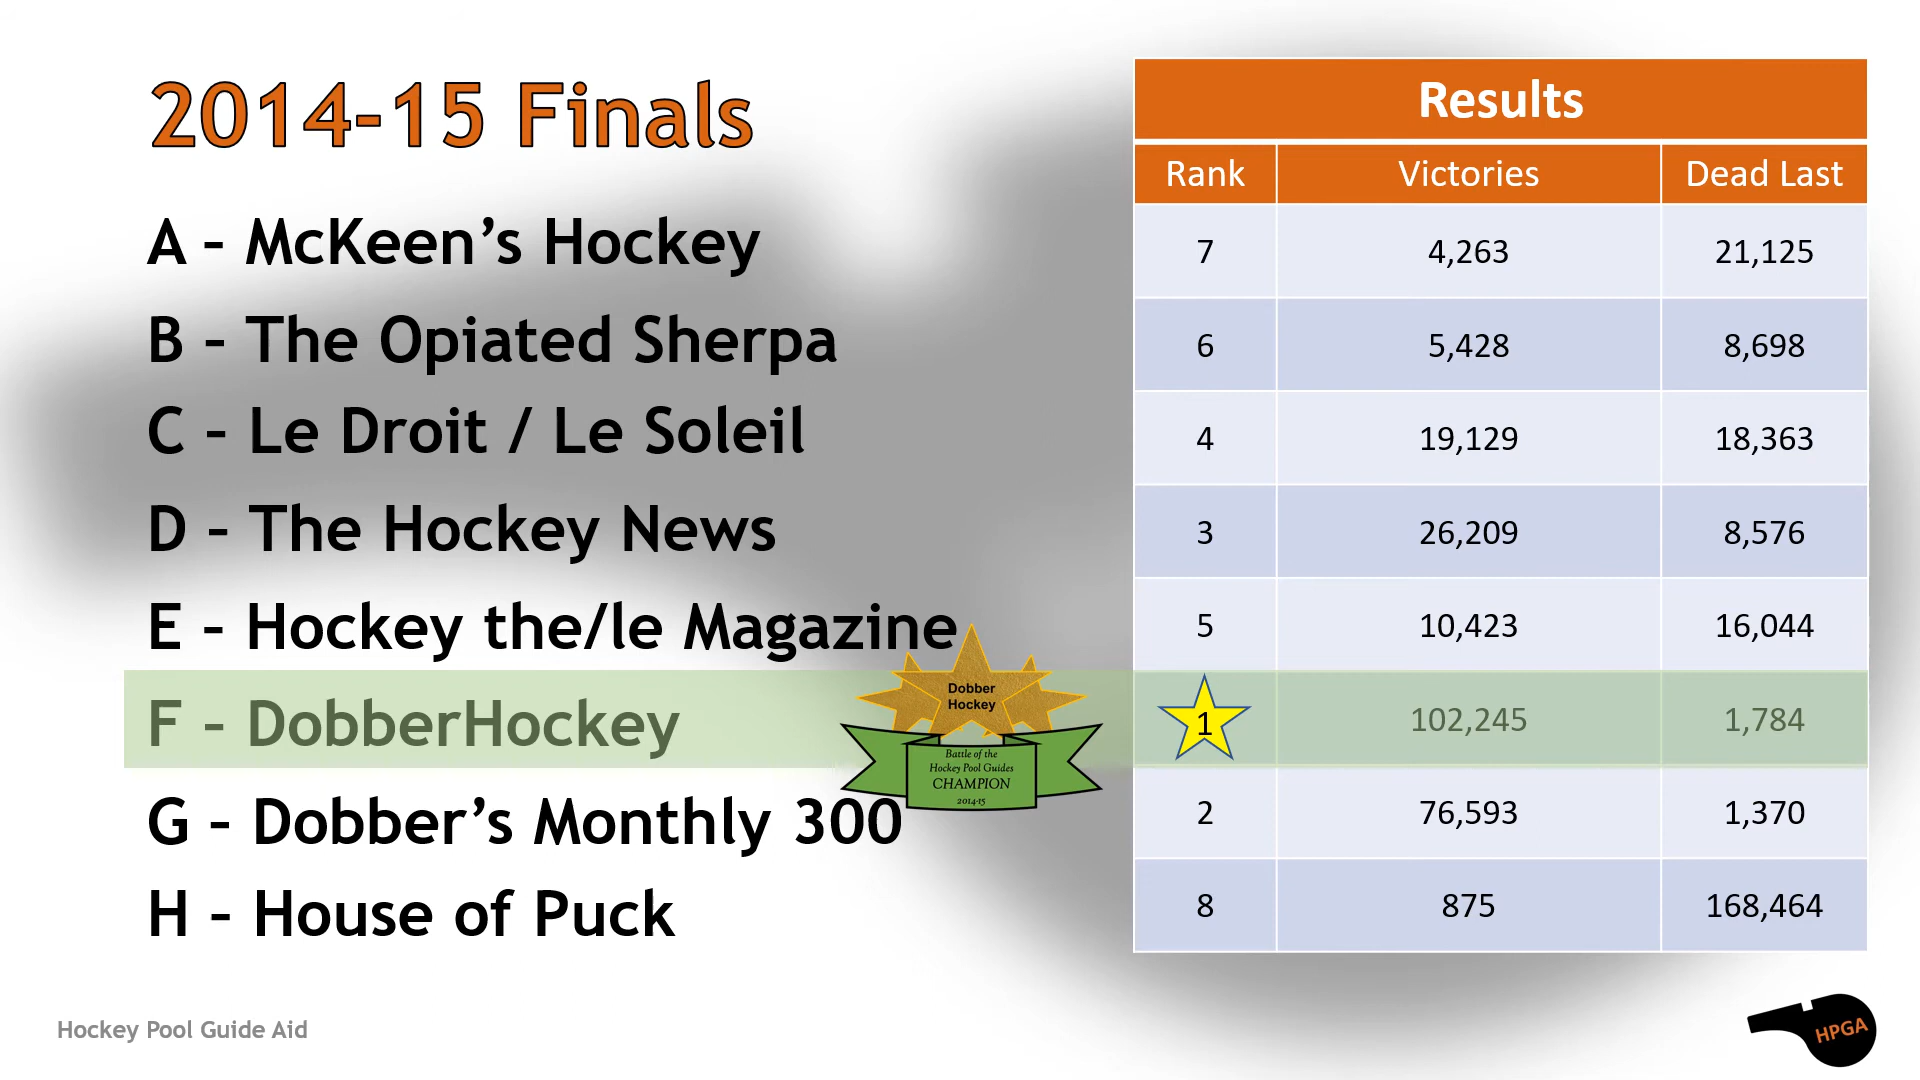 2014-15 Finals
Results
Rank Victories Dead Last
A – McKeen’s Hockey 7 4,263 21,125
B – The Opiated Sherpa 6 5,428 8,698
C – Le Droit / Le Soleil 4 19,129 18,363
D – The Hockey News 3 26,209 8,576
E – Hockey the/le Magazine 5 10,423 16,044
F – DobberHockey 1 102,245 1,784
Dobber
Hockey
Battle of the
Hockey Pool Guides
CHAMPION
2014-15
G – Dobber’s Monthly 300 2 76,593 1,370
H – House of Puck 8 875 168,464
Hockey Pool Guide Aid
HPGA